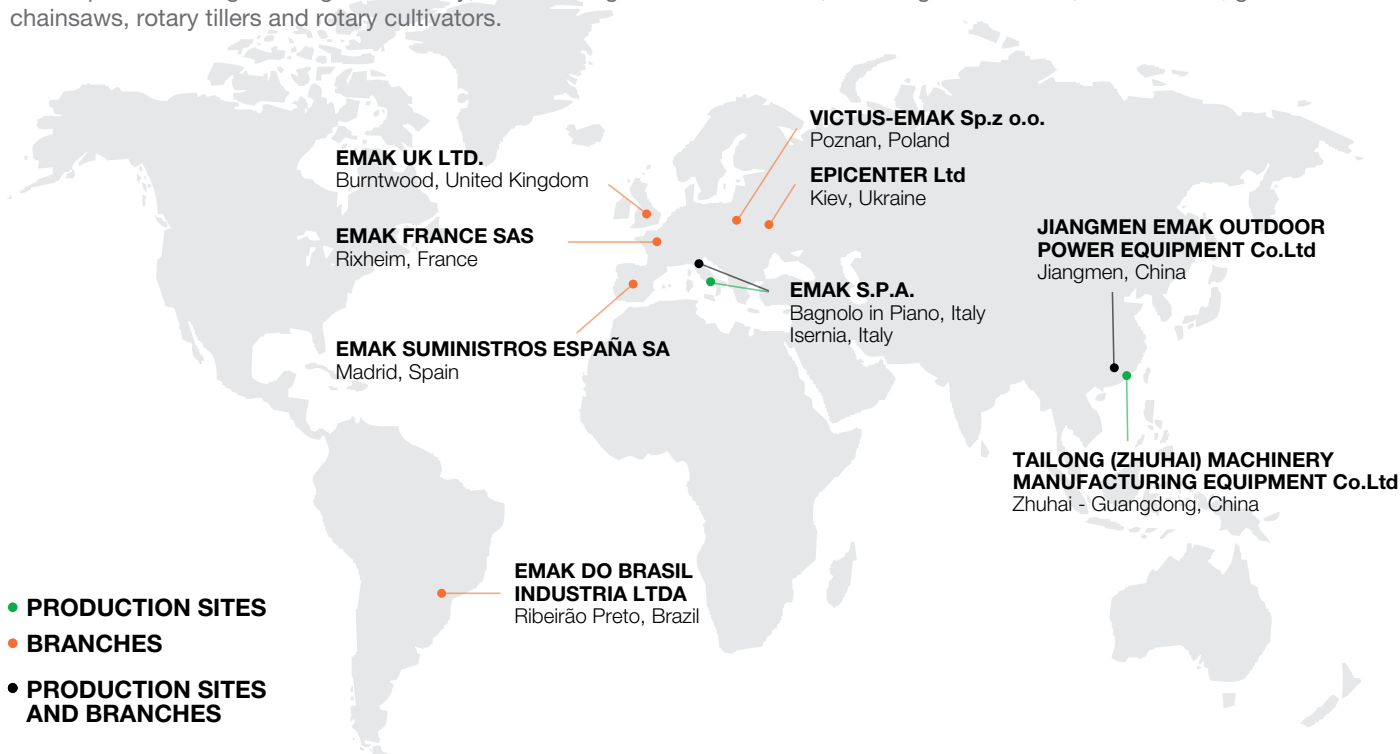 chainsaws, rotary tillers and rotary cultivators.
VICTUS-EMAK Sp.z o.o.
Poznan, Poland
EMAK UK LTD.
Burntwood, United Kingdom
EPICENTER Ltd
Kiev, Ukraine
EMAK FRANCE SAS
Rixheim, France
JIANGMEN EMAK OUTDOOR
POWER EQUIPMENT Co.Ltd
Jiangmen, China
EMAK S.P.A.
Bagnolo in Piano, Italy
Isernia, Italy
EMAK SUMINISTROS ESPAÑA SA
Madrid, Spain
TAILONG (ZHUHAI) MACHINERY
MANUFACTURING EQUIPMENT Co.Ltd
Zhuhai - Guangdong, China
EMAK DO BRASIL
INDUSTRIA LTDA
Ribeirão Preto, Brazil
PRODUCTION SITES
BRANCHES
PRODUCTION SITES
AND BRANCHES